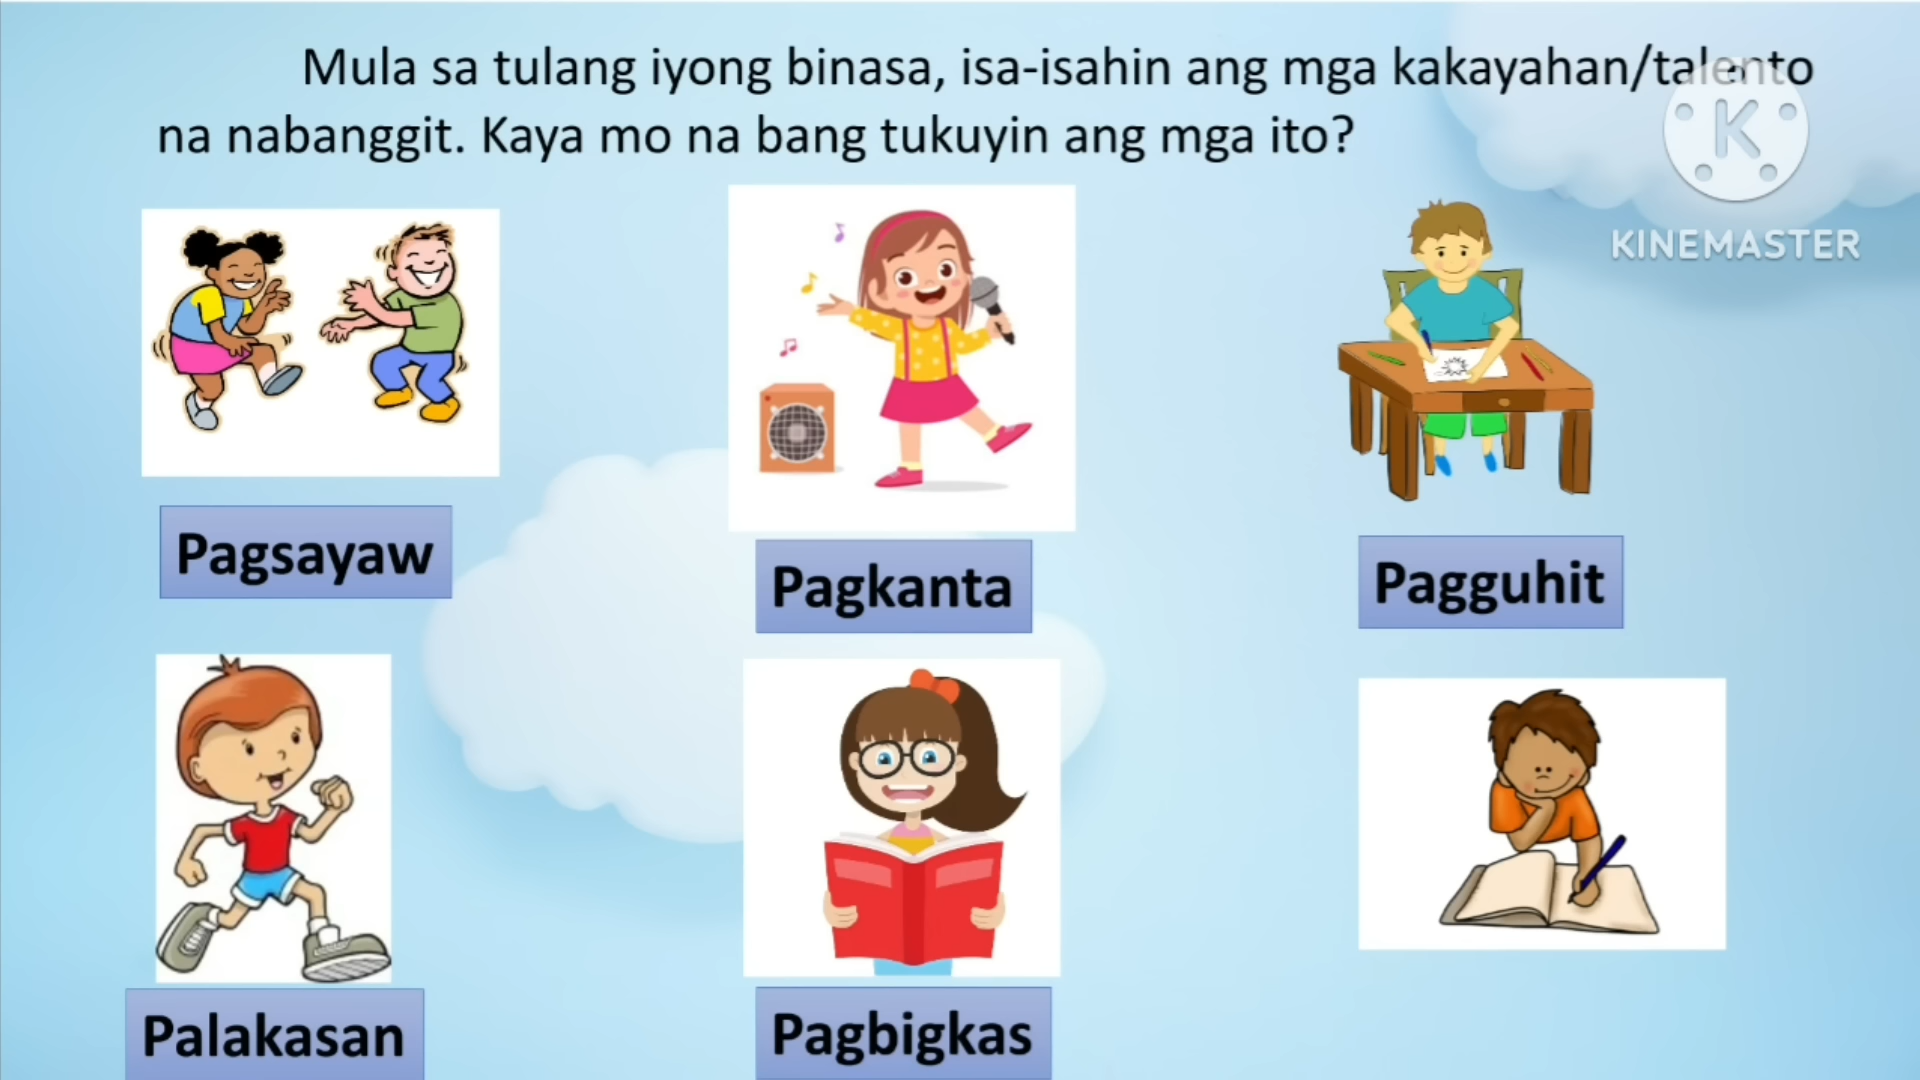 Mula sa tulang iyong binasa, isa-isahin ang mga kakayahan/talento
na nabanggit. Kaya mo na bang tukuyin ang mga ito?
K
KINEMASTER
Pagsayaw
Pagkanta
Pagguhit
Palakasan
Pagbigkas